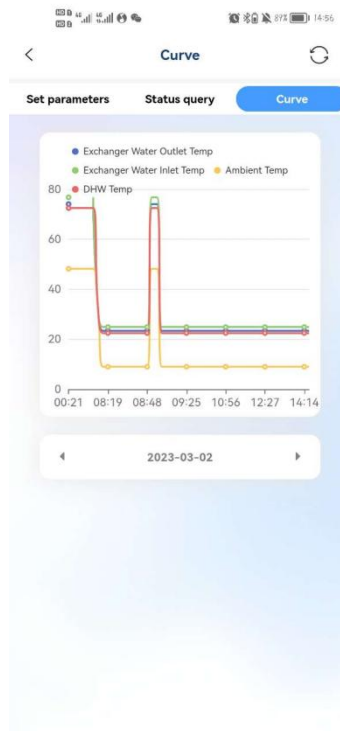 14:56
Curve
Set parameters Status query Curve
Exchanger Water Outlet Temp
Exchanger Water Inlet Temp Ambient Temp
DHW Temp
80
60
40
20
0
00:21 08:19 08:48 09:25 10:56 12:27 14:14
2023-03-02